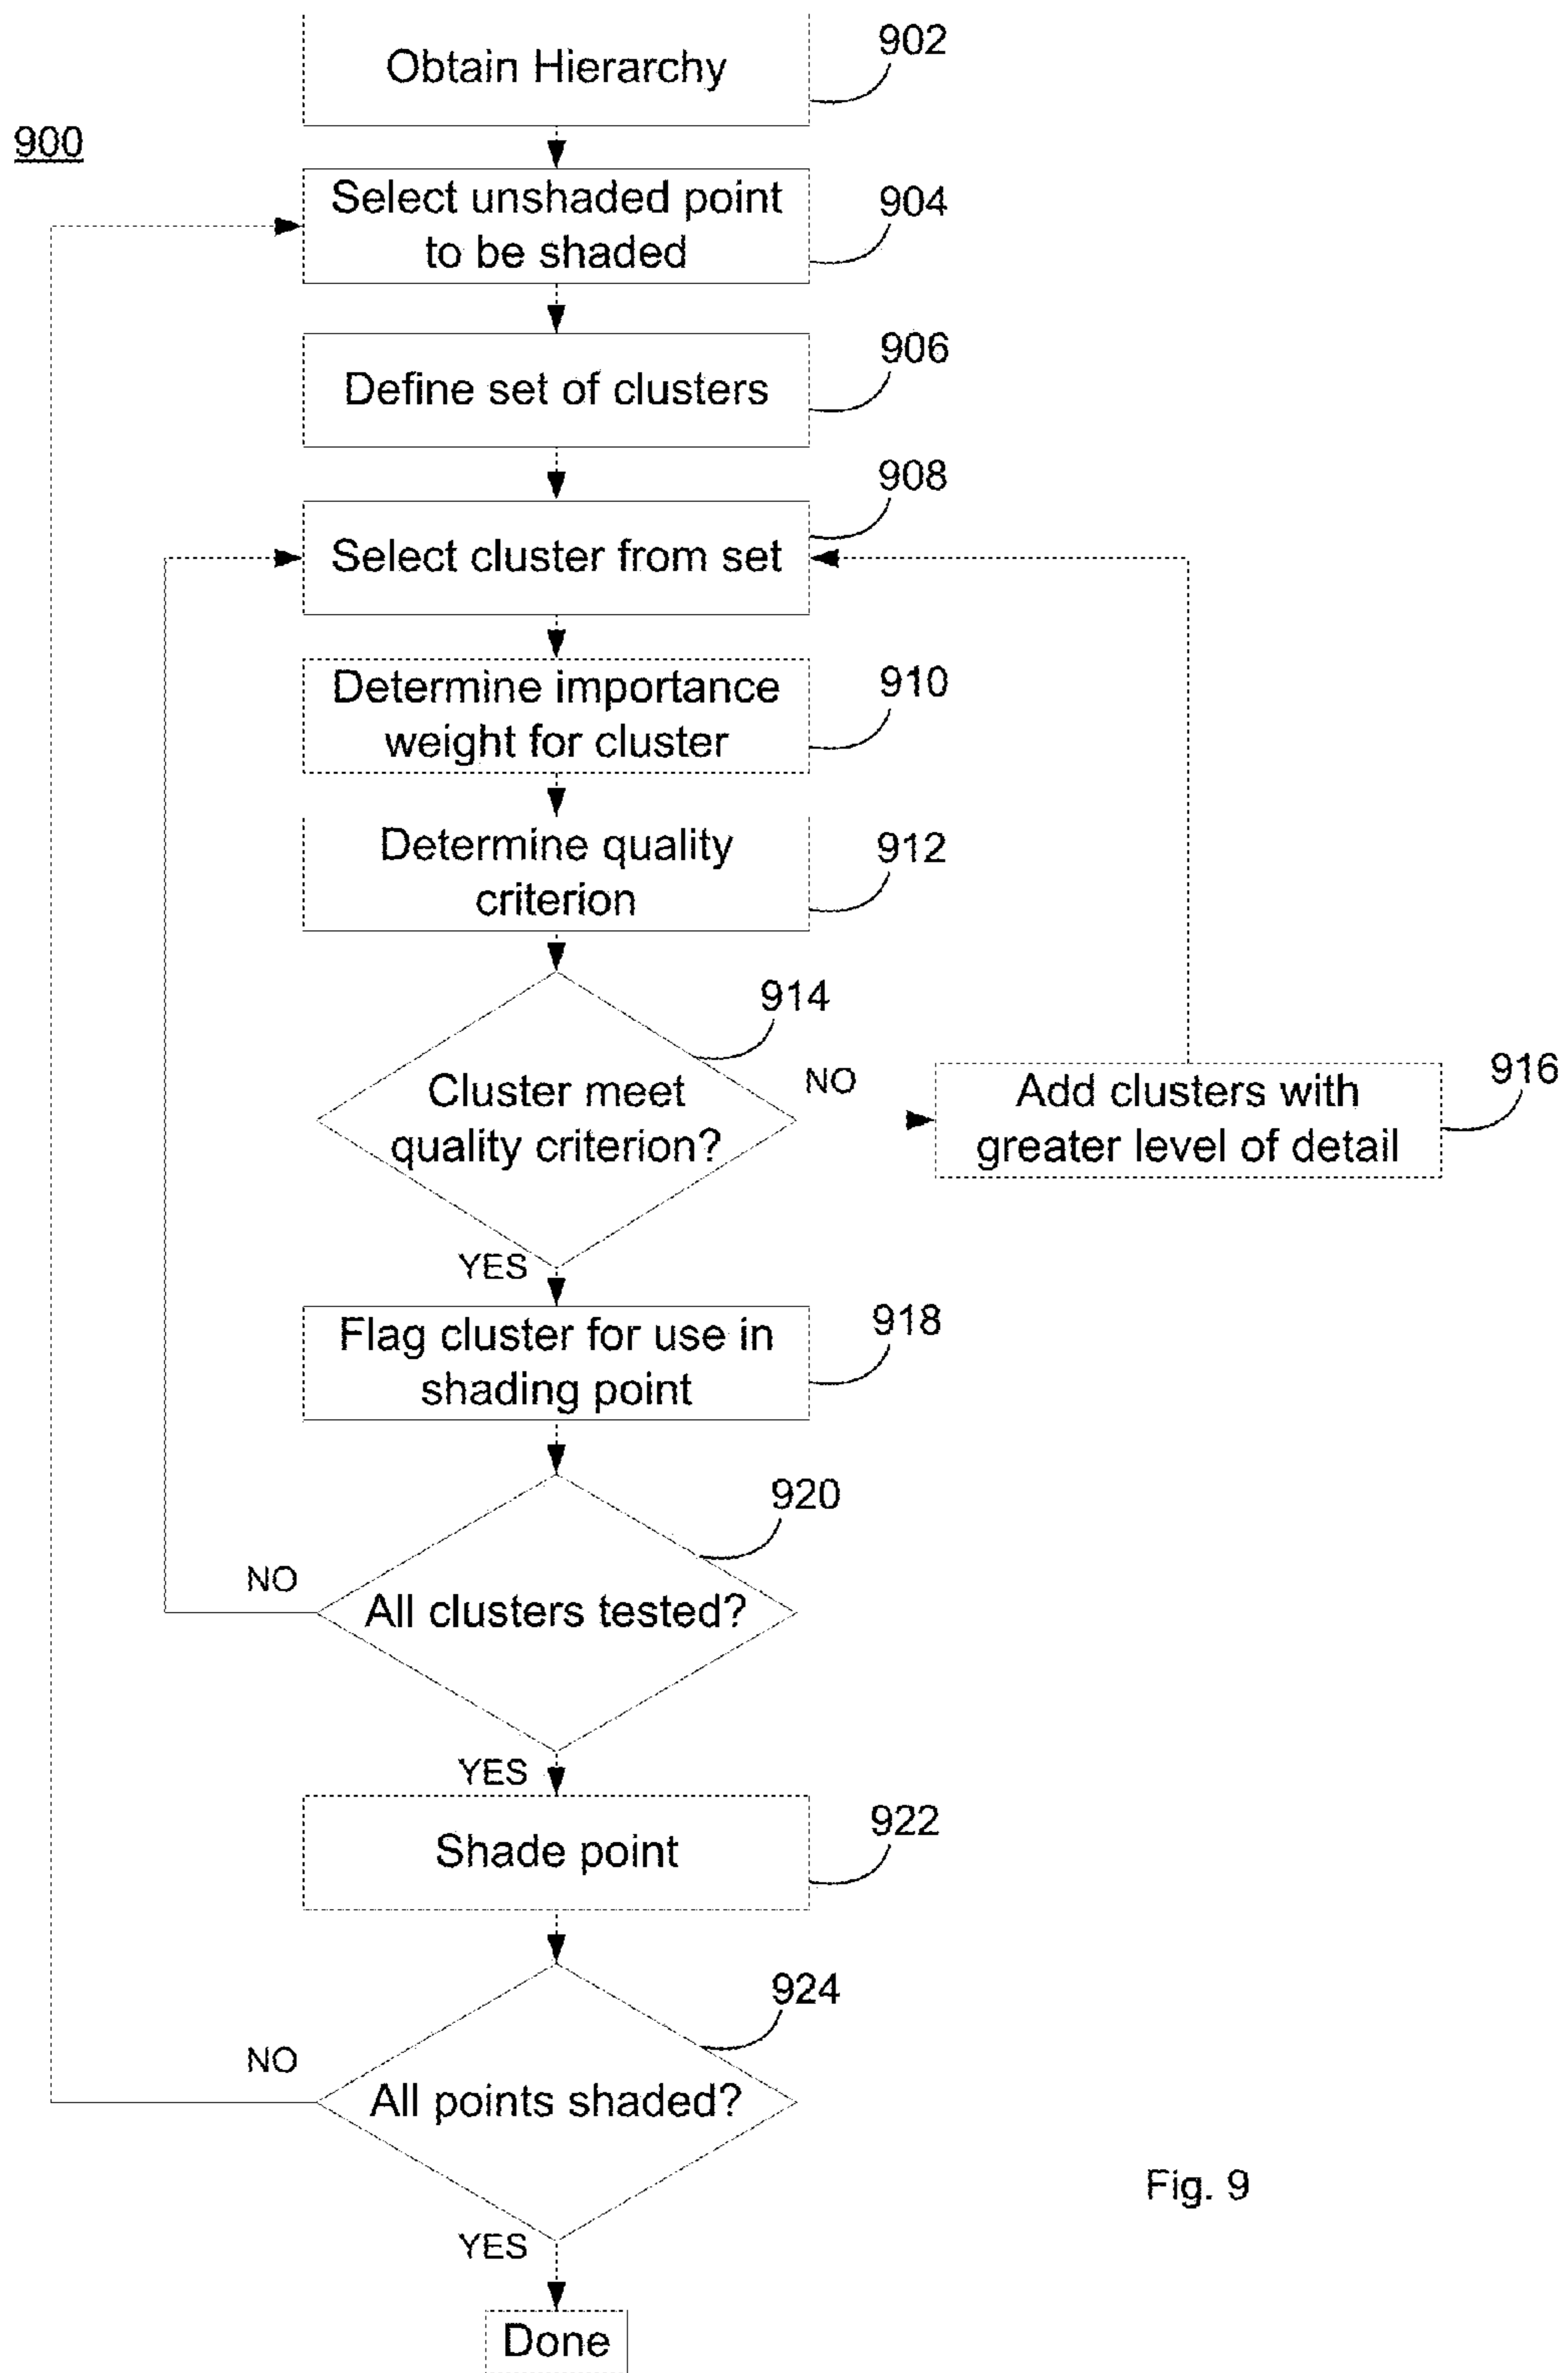 902
Obtain Hierarchy
900
Select unshaded point
to be shaded
904
906
Define set of clusters
908
Select cluster from set
Determine importance
weight for cluster
910
Determine quality
criterion
912
914
Cluster meet
quality criterion?
NO
Add clusters with
greater level of detail
916
YES
Flag cluster for use in
shading point
918
920
NO
All clusters tested?
YES
922
Shade point
924
NO
All points shaded?
Fig. 9
YES
Done